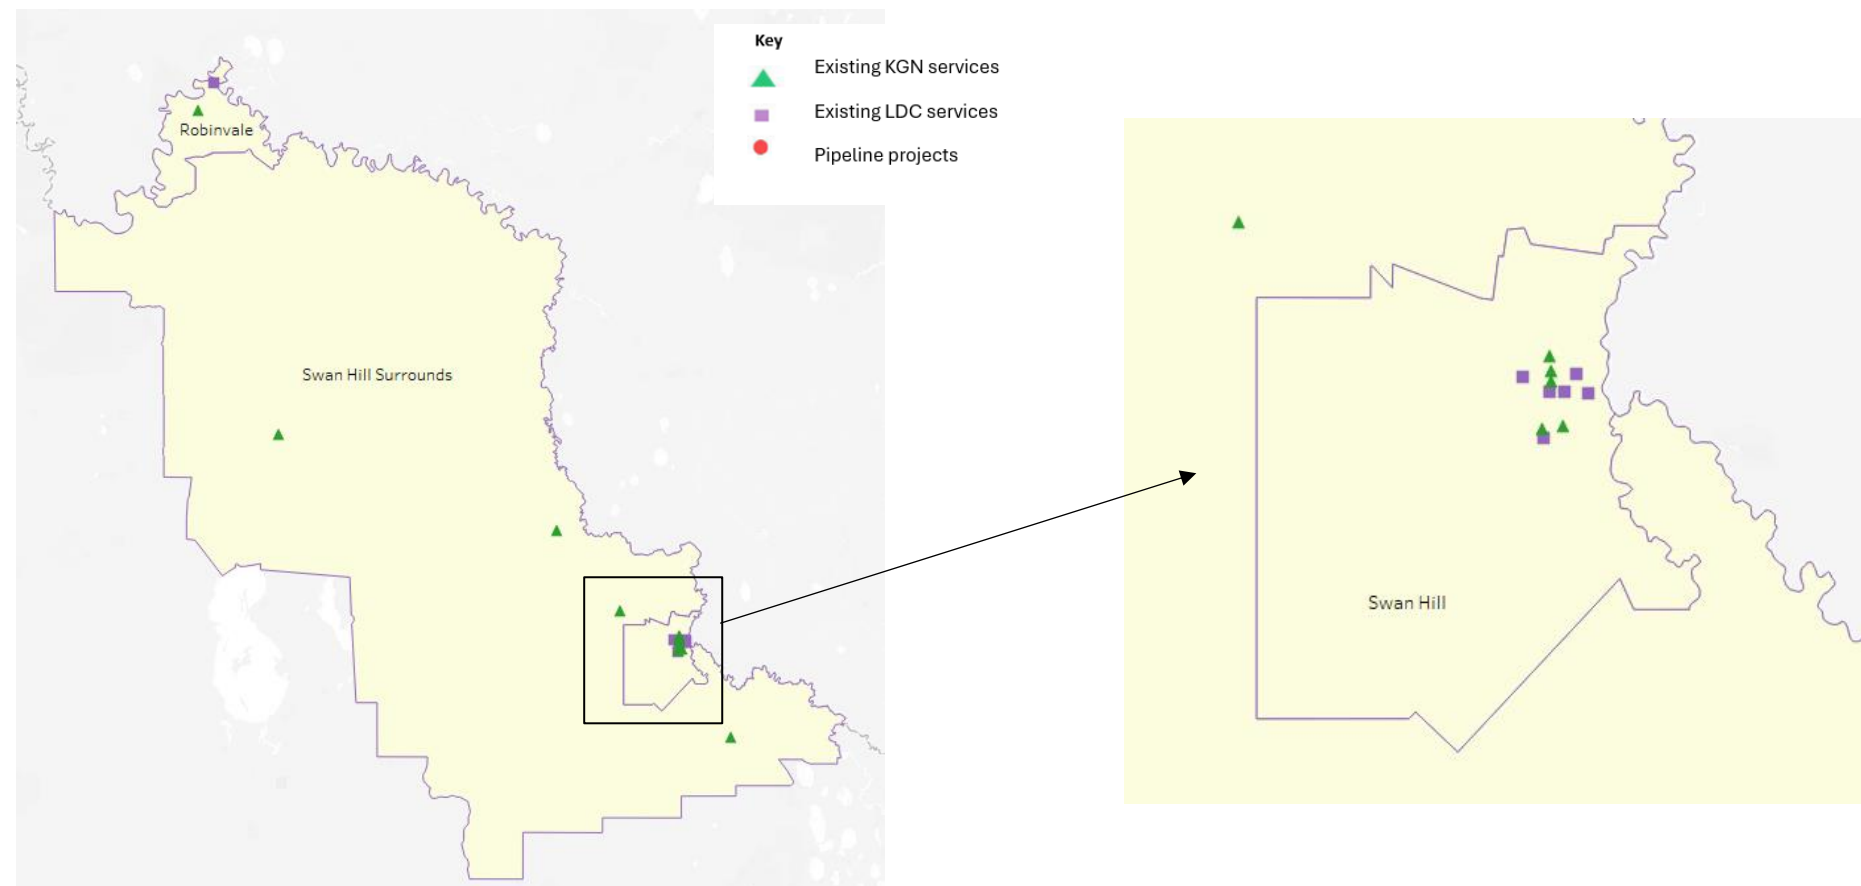 Key
Existing KGN services
Existing LDC services
Pipeline projects
Robinvale
Swan Hill Surrounds
Swan Hill